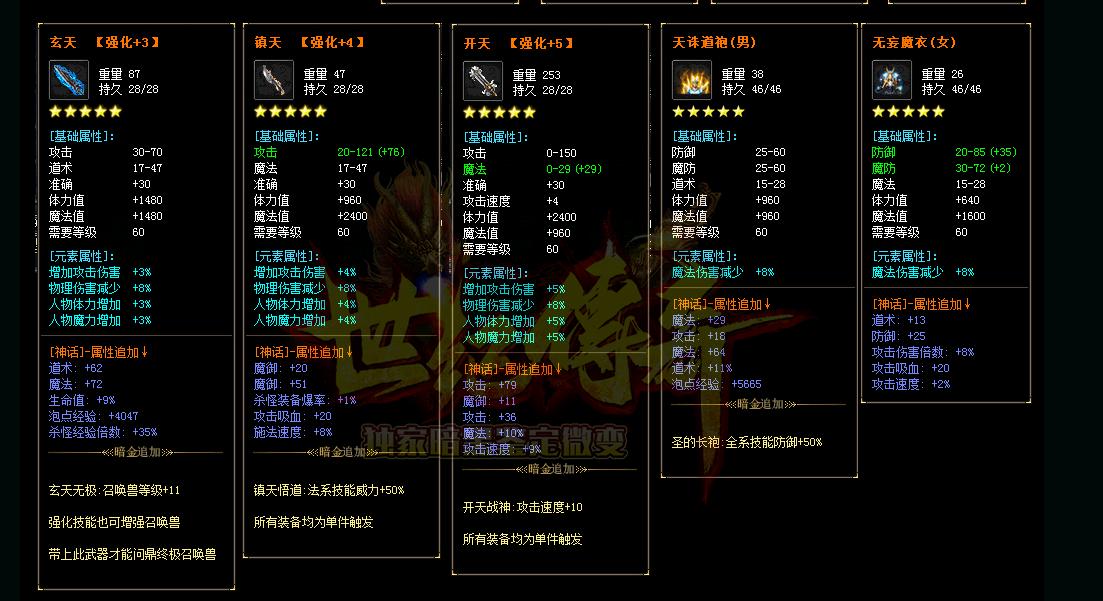 玄天 【强化+3】
重量 87
持久 28/28
[基础属性]:
攻击 30-70
道术 17-47
准确 +30
体力值 +1480
魔法值 +1480
需要等级 60
[元素属性]:
增加攻击伤害 +3%
物理伤害减少 +8%
人物体力增加 +3%
人物魔力增加 +3%
[神话]-属性追加↓
道术: +62
魔法: +72
生命值: +9%
泡点经验: +4047
杀怪经验倍数: +35%
暗金追加
玄天无极:召唤兽等级+11
强化技能也可增强召唤兽
带上此武器才能问鼎终极召唤兽
镇天 【强化+4】
重量 47
持久 28/28
[基础属性]:
攻击 20-121 (+76)
魔法 17-47
准确 +30
体力值 +960
魔法值 +2400
需要等级 60
[元素属性]:
增加攻击伤害 +4%
物理伤害减少 +8%
人物体力增加 +4%
人物魔力增加 +4%
[神话]-属性追加↓
魔御: +20
魔御: +51
杀怪装备爆率: +1%
攻击吸血: +20
施法速度: +8%
暗金追加
镇天悟道:法系技能威力+50%
所有装备均为单件触发
开天 【强化+5】
重量 253
持久 28/28
[基础属性]:
攻击 0-150
魔法 0-29 (+29)
准确 +30
攻击速度 +4
体力值 +2400
魔法值 +960
需要等级 60
[元素属性]:
增加攻击伤害 +5%
物理伤害减少 +8%
人物体力增加 +5%
人物魔力增加 +5%
[神话]-属性追加↓
攻击: +79
魔御: +11
攻击: +36
魔法: +10%
攻击速度: +9%
暗金追加
开天战神:攻击速度+10
所有装备均为单件触发
天诛道袍(男)
重量 38
持久 46/46
[基础属性]:
防御 25-60
魔防 25-60
道术 15-28
体力值 +960
魔法值 +960
需要等级 60
[元素属性]:
魔法伤害减少 +8%
[神话]-属性追加↓
魔法: +29
攻击: +18
魔法: +64
道术: +11%
泡点经验: +5665
暗金追加
圣的长袍:全系技能防御+50%
无妄魔衣(女)
重量 26
持久 46/46
[基础属性]:
防御 20-85 (+35)
魔防 30-72 (+2)
魔法 15-28
体力值 +640
魔法值 +1600
需要等级 60
[元素属性]:
魔法伤害减少 +8%
[神话]-属性追加↓
道术: +13
防御: +25
攻击伤害倍数: +8%
攻击吸血: +20
攻击速度: +2%